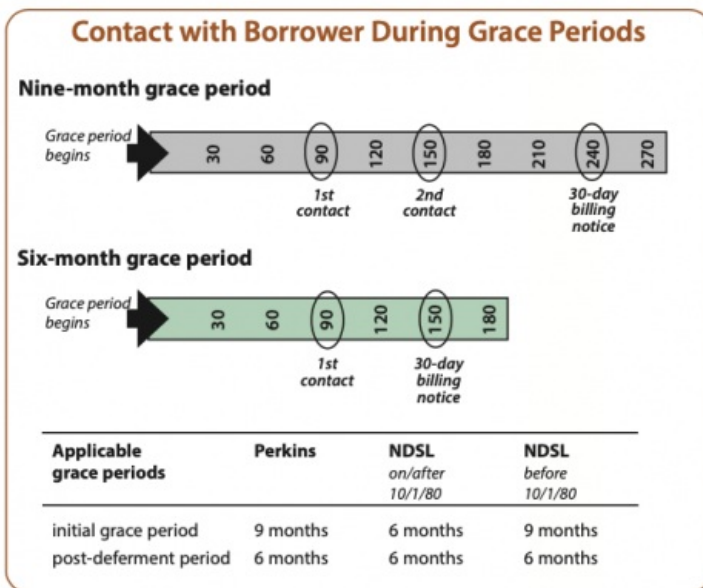 Contact with Borrower During Grace Periods
Nine-month grace period
Grace period
begins
30 60 90 120 150 180 210 240 270
1st
contact
2nd
contact
30-day
billing
notice
Six-month grace period
Grace period
begins
30 60 90 120 150 180
1st
contact
30-day
billing
notice
Applicable Perkins NDSL NDSL
grace periods on/after before
10/1/80 10/1/80
initial grace period 9 months 6 months 9 months
post-deferment period 6 months 6 months 6 months